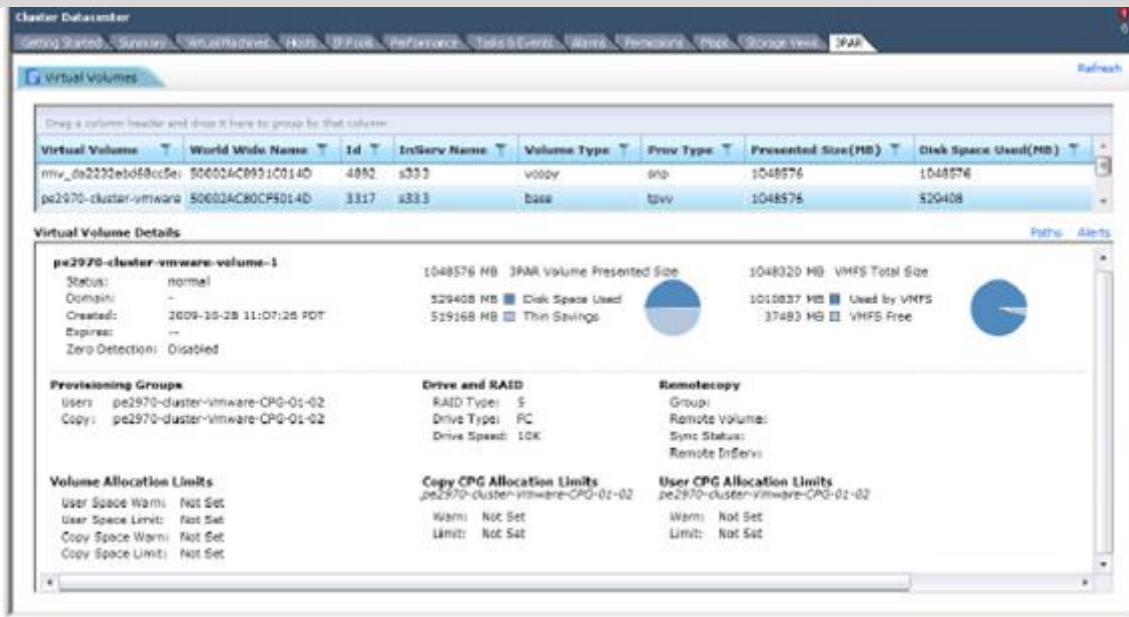 Cluster Datacenter
Getting Started Summary Virtual Machines Hosts IP Pools Performance Tasks & Events Alarms Permissions Maps Storage Views 3PAR
Virtual Volumes
Refresh
Drag a column header and drop it here to group by that column
Virtual Volume World Wide Name Id InServ Name Volume Type Prov Type Presented Size(MB) Disk Space Used(MB)
50002AC8931C014D 4892 s333 vcopy snp 1048576 1048576
pe2970-cluster-vmware 50002AC80CF5014D 3317 s333 base tpvv 1048576 529408
Virtual Volume Details
Paths Alerts
pe2970-cluster-vmware-volume-1
Status: normal
Domain: -
Created: 2009-10-28 11:07:26 PDT
Expires: --
Zero Detection: Disabled
1048576 MB 3PAR Volume Presented Size
529408 MB Disk Space Used
519168 MB Thin Savings
1048320 MB VMFS Total Size
1010837 MB Used by VMFS
37483 MB VMFS Free
Provisioning Groups
User: pe2970-cluster-Vmware-CPG-01-02
Copy: pe2970-cluster-Vmware-CPG-01-02
Drive and RAID
RAID Type: 5
Drive Type: FC
Drive Speed: 10K
Remotecopy
Group:
Remote Volume:
Sync Status:
Remote InServ:
Volume Allocation Limits
User Space Warn: Not Set
User Space Limit: Not Set
Copy Space Warn: Not Set
Copy Space Limit: Not Set
Copy CPG Allocation Limits
pe2970-cluster-Vmware-CPG-01-02
Warn: Not Set
Limit: Not Set
User CPG Allocation Limits
pe2970-cluster-Vmware-CPG-01-02
Warn: Not Set
Limit: Not Set